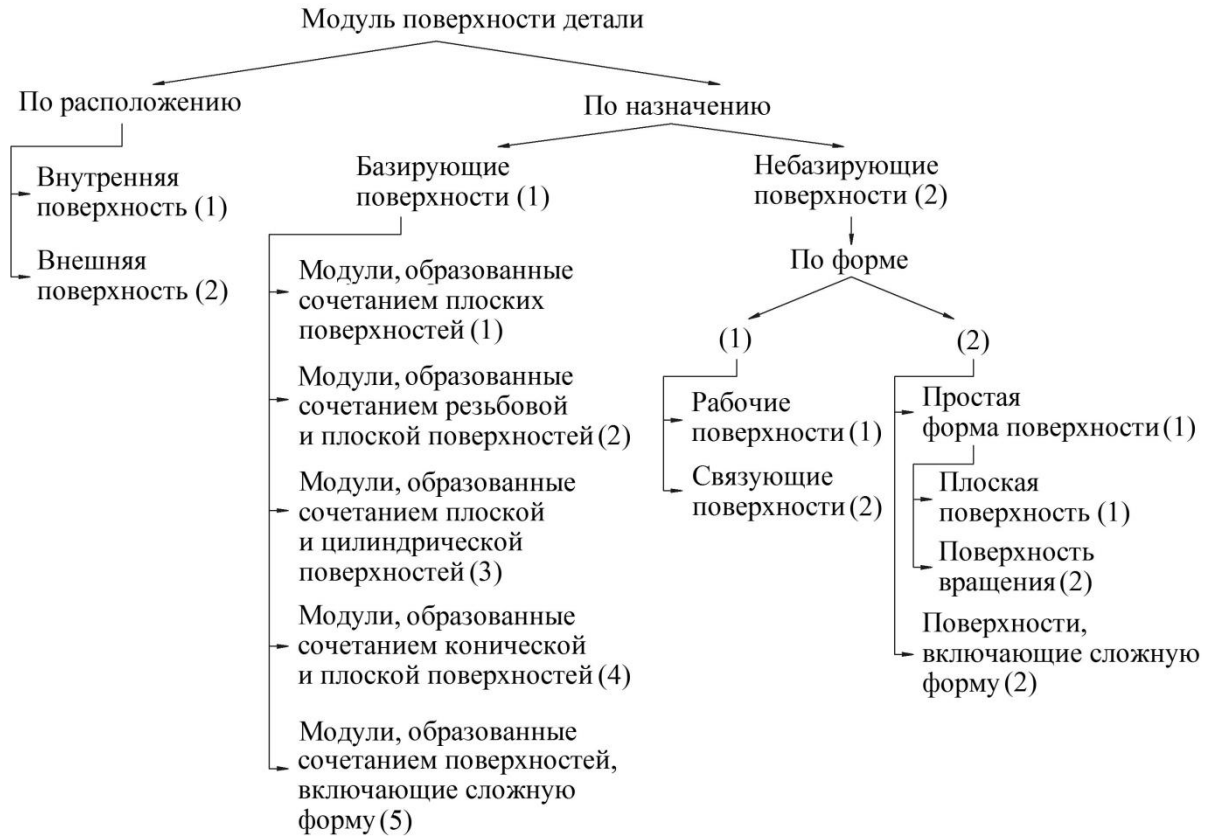 Модуль поверхности детали
По расположению
Внутренняя
поверхность (1)
Внешняя
поверхность (2)
По назначению
Базирующие
поверхности (1)
Модули, образованные
сочетанием плоских
поверхностей (1)
Модули, образованные
сочетанием резьбовой
и плоской поверхностей (2)
Модули, образованные
сочетанием плоской
и цилиндрической
поверхностей (3)
Модули, образованные
сочетанием конической
и плоской поверхностей (4)
Модули, образованные
сочетанием поверхностей,
включающие сложную
форму (5)
Небазирующие
поверхности (2)
По форме
(1)
Рабочие
поверхности (1)
Связующие
поверхности (2)
(2)
Простая
форма поверхности (1)
Плоская
поверхность (1)
Поверхность
вращения (2)
Поверхности,
включающие сложную
форму (2)